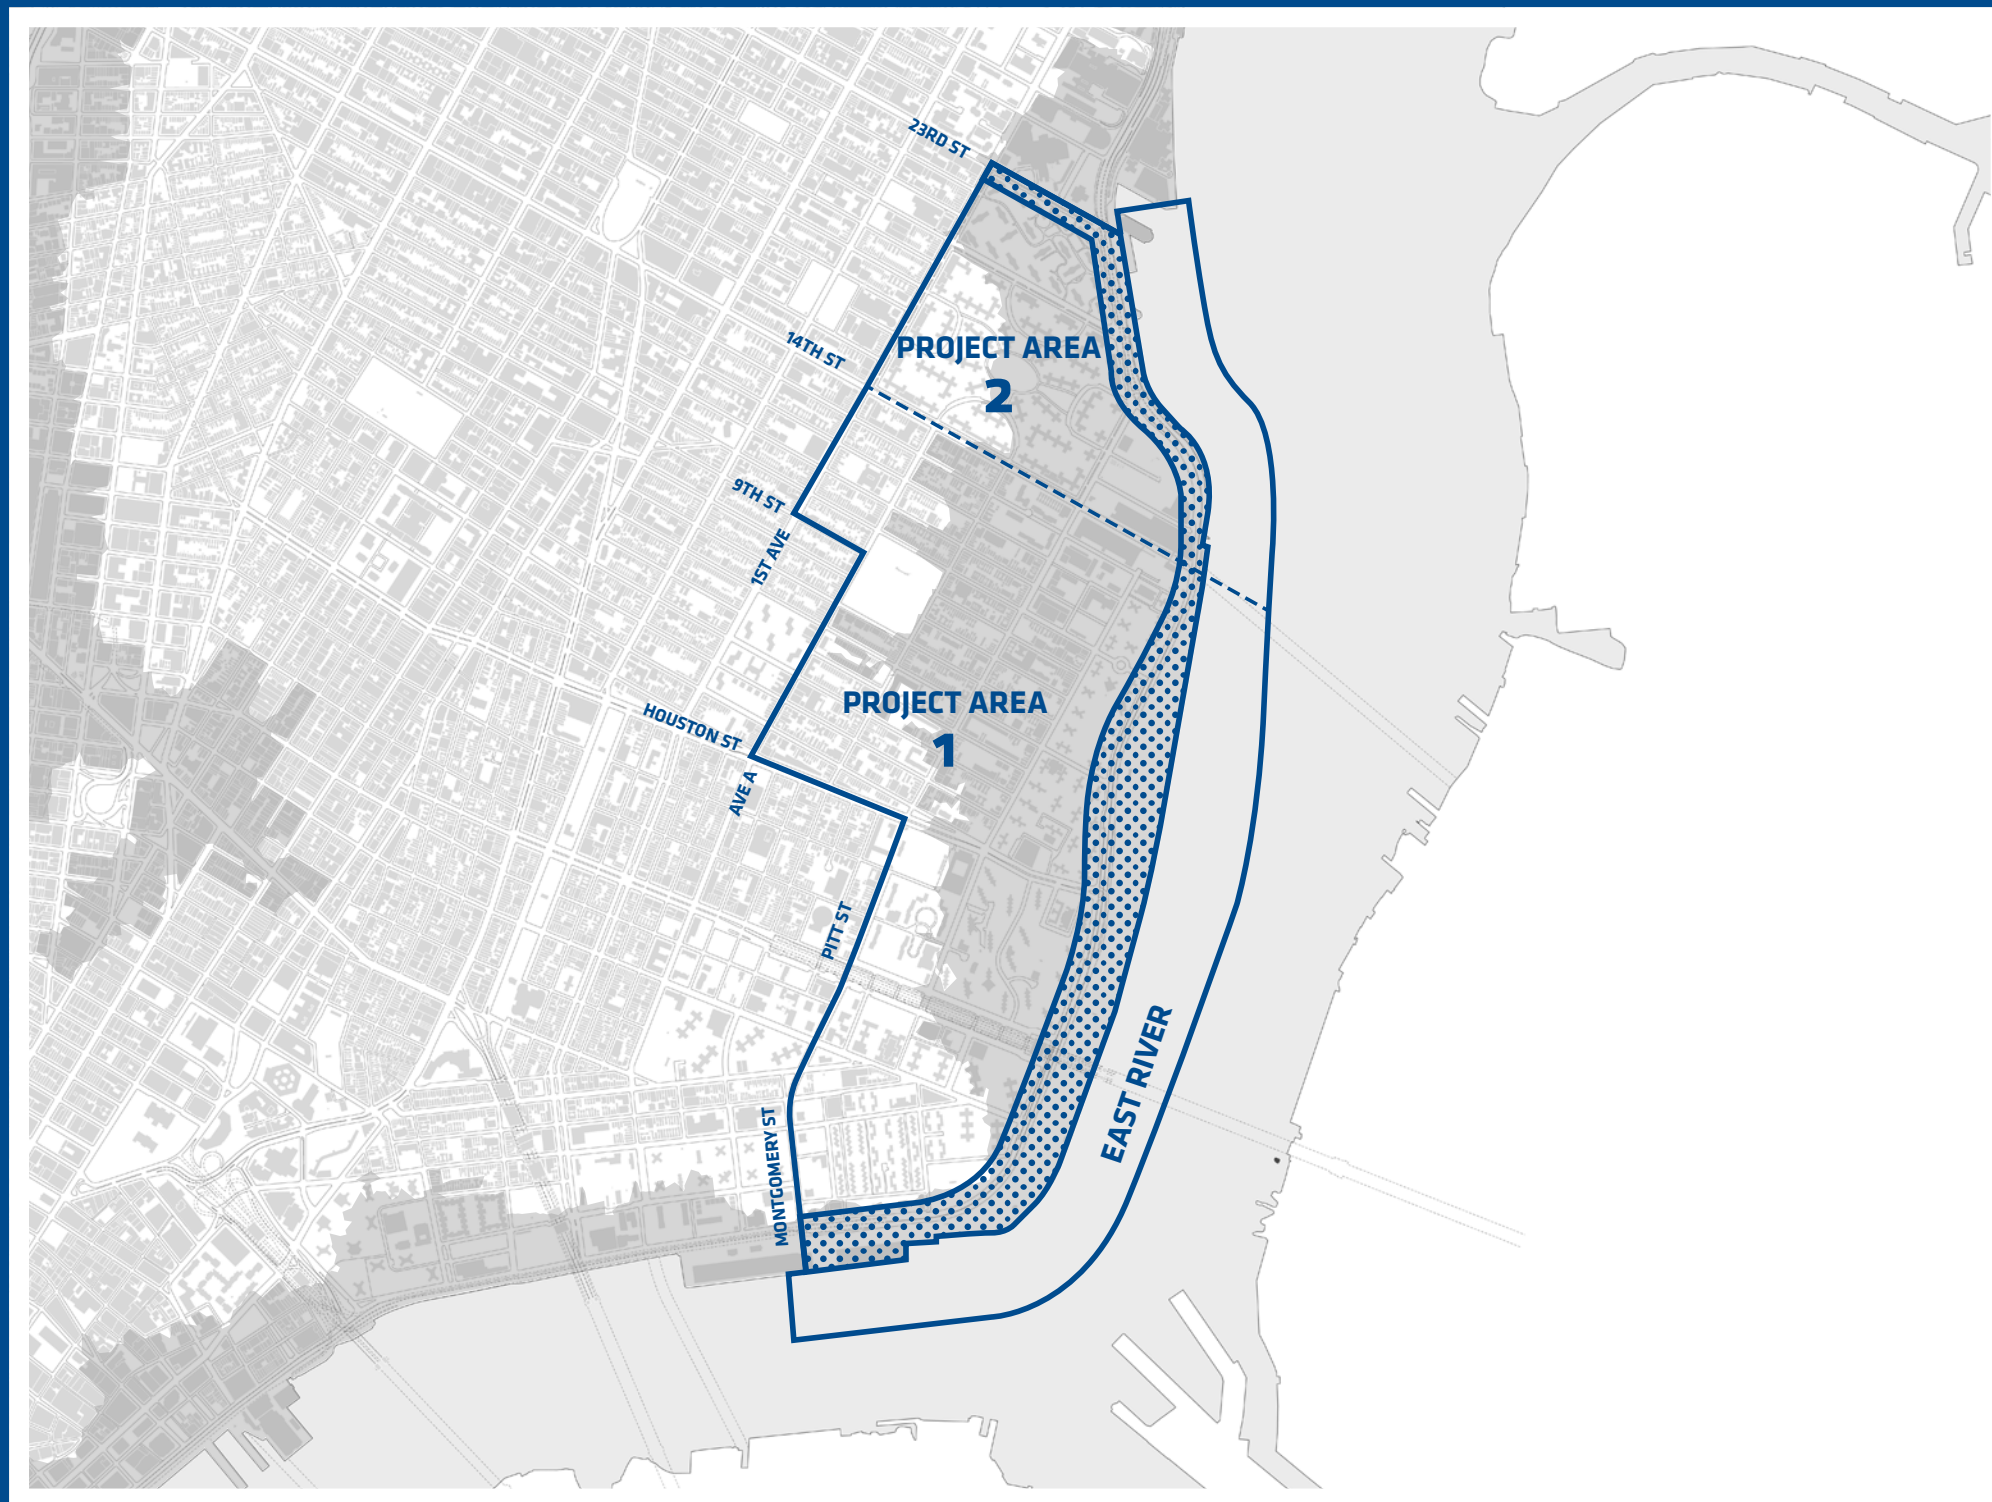 23RD ST
14TH ST
PROJECT AREA
2
9TH ST
1ST AVE
PROJECT AREA
1
HOUSTON ST
AVE A
PITT ST
EAST RIVER
MONTGOMERY ST